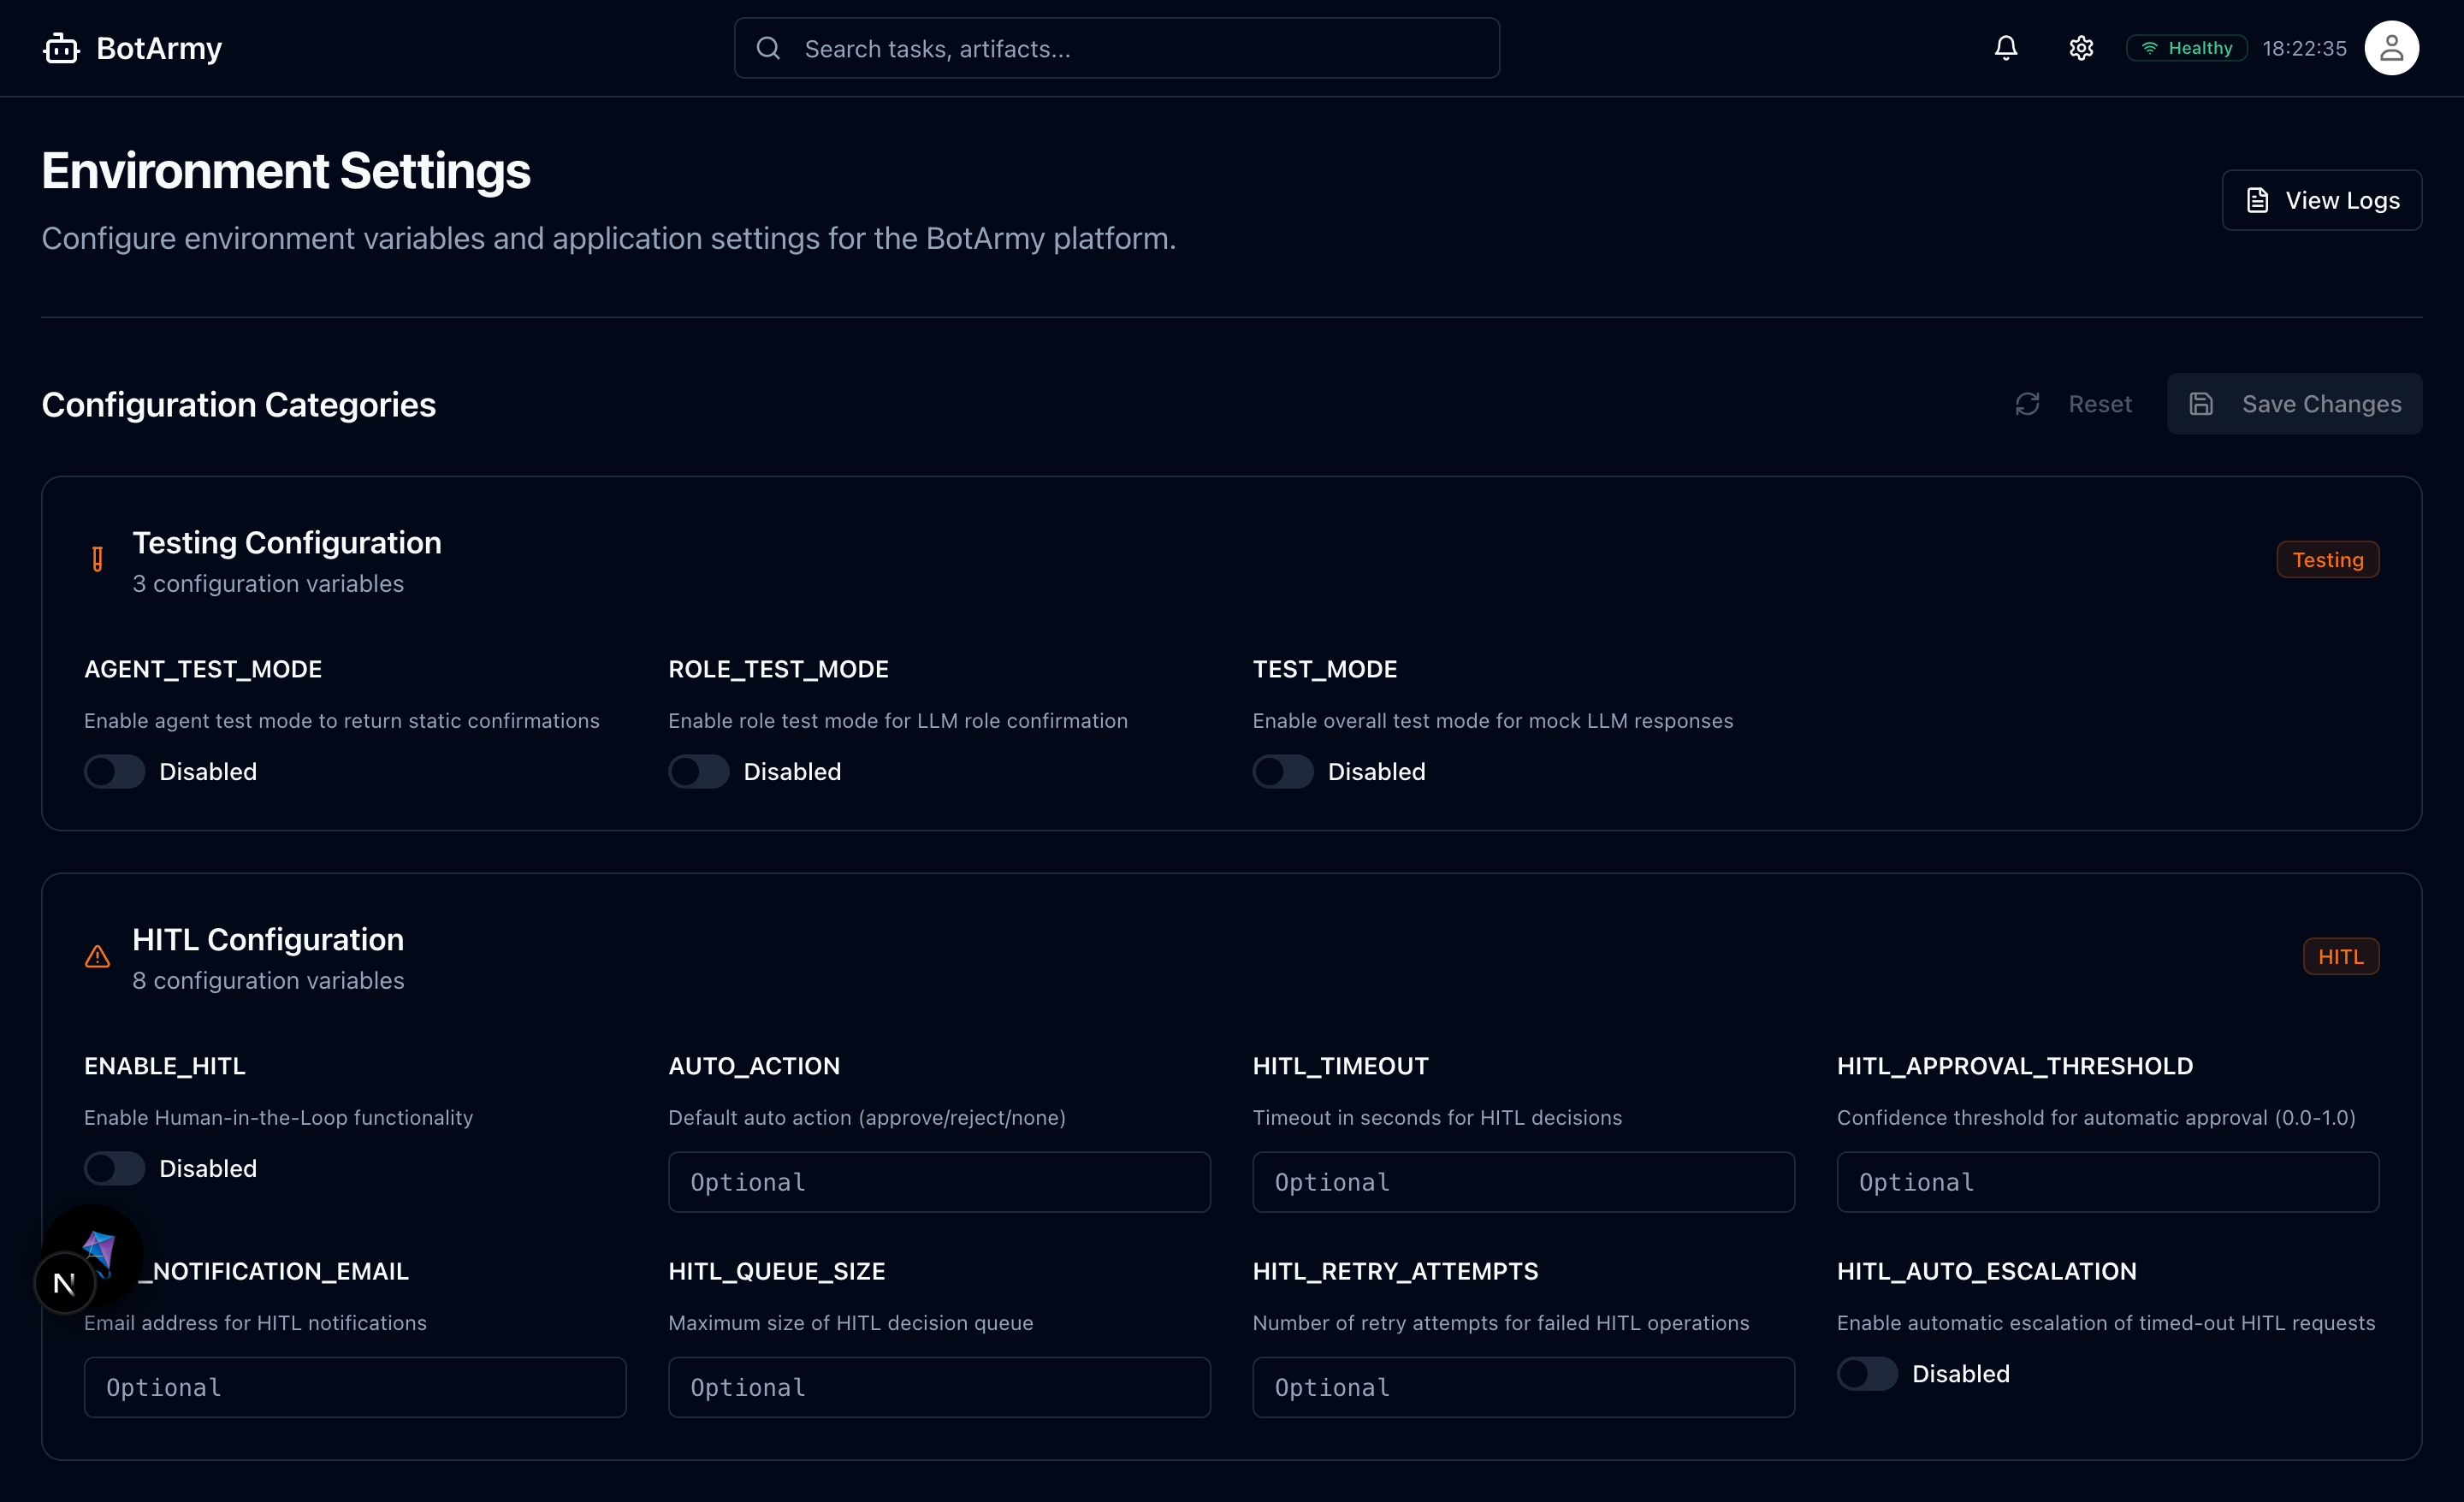 BotArmy
Search tasks, artifacts...
Healthy
18:22:35
Environment Settings
Configure environment variables and application settings for the BotArmy platform.
View Logs
Configuration Categories
Reset
Save Changes
Testing Configuration
3 configuration variables
Testing
AGENT_TEST_MODE
Enable agent test mode to return static confirmations
Disabled
ROLE_TEST_MODE
Enable role test mode for LLM role confirmation
Disabled
TEST_MODE
Enable overall test mode for mock LLM responses
Disabled
HITL Configuration
8 configuration variables
HITL
ENABLE_HITL
Enable Human-in-the-Loop functionality
Disabled
AUTO_ACTION
Default auto action (approve/reject/none)
Optional
HITL_TIMEOUT
Timeout in seconds for HITL decisions
Optional
HITL_APPROVAL_THRESHOLD
Confidence threshold for automatic approval (0.0-1.0)
Optional
N
_NOTIFICATION_EMAIL
Email address for HITL notifications
Optional
HITL_QUEUE_SIZE
Maximum size of HITL decision queue
Optional
HITL_RETRY_ATTEMPTS
Number of retry attempts for failed HITL operations
Optional
HITL_AUTO_ESCALATION
Enable automatic escalation of timed-out HITL requests
Disabled